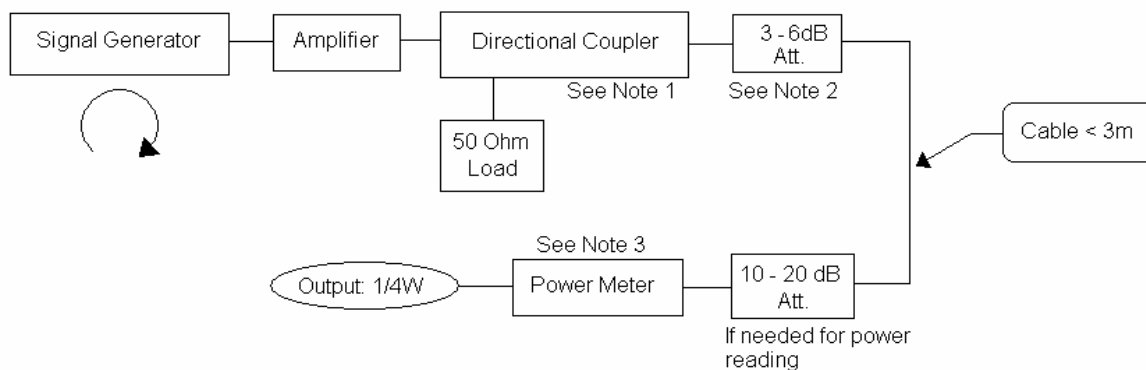 Signal Generator
Amplifier
Directional Coupler
3 - 6dB
Att.
See Note 1
See Note 2
50 Ohm
Load
Cable < 3m
See Note 3
Output: 1/4W
Power Meter
10 - 20 dB
Att.
If needed for power
reading